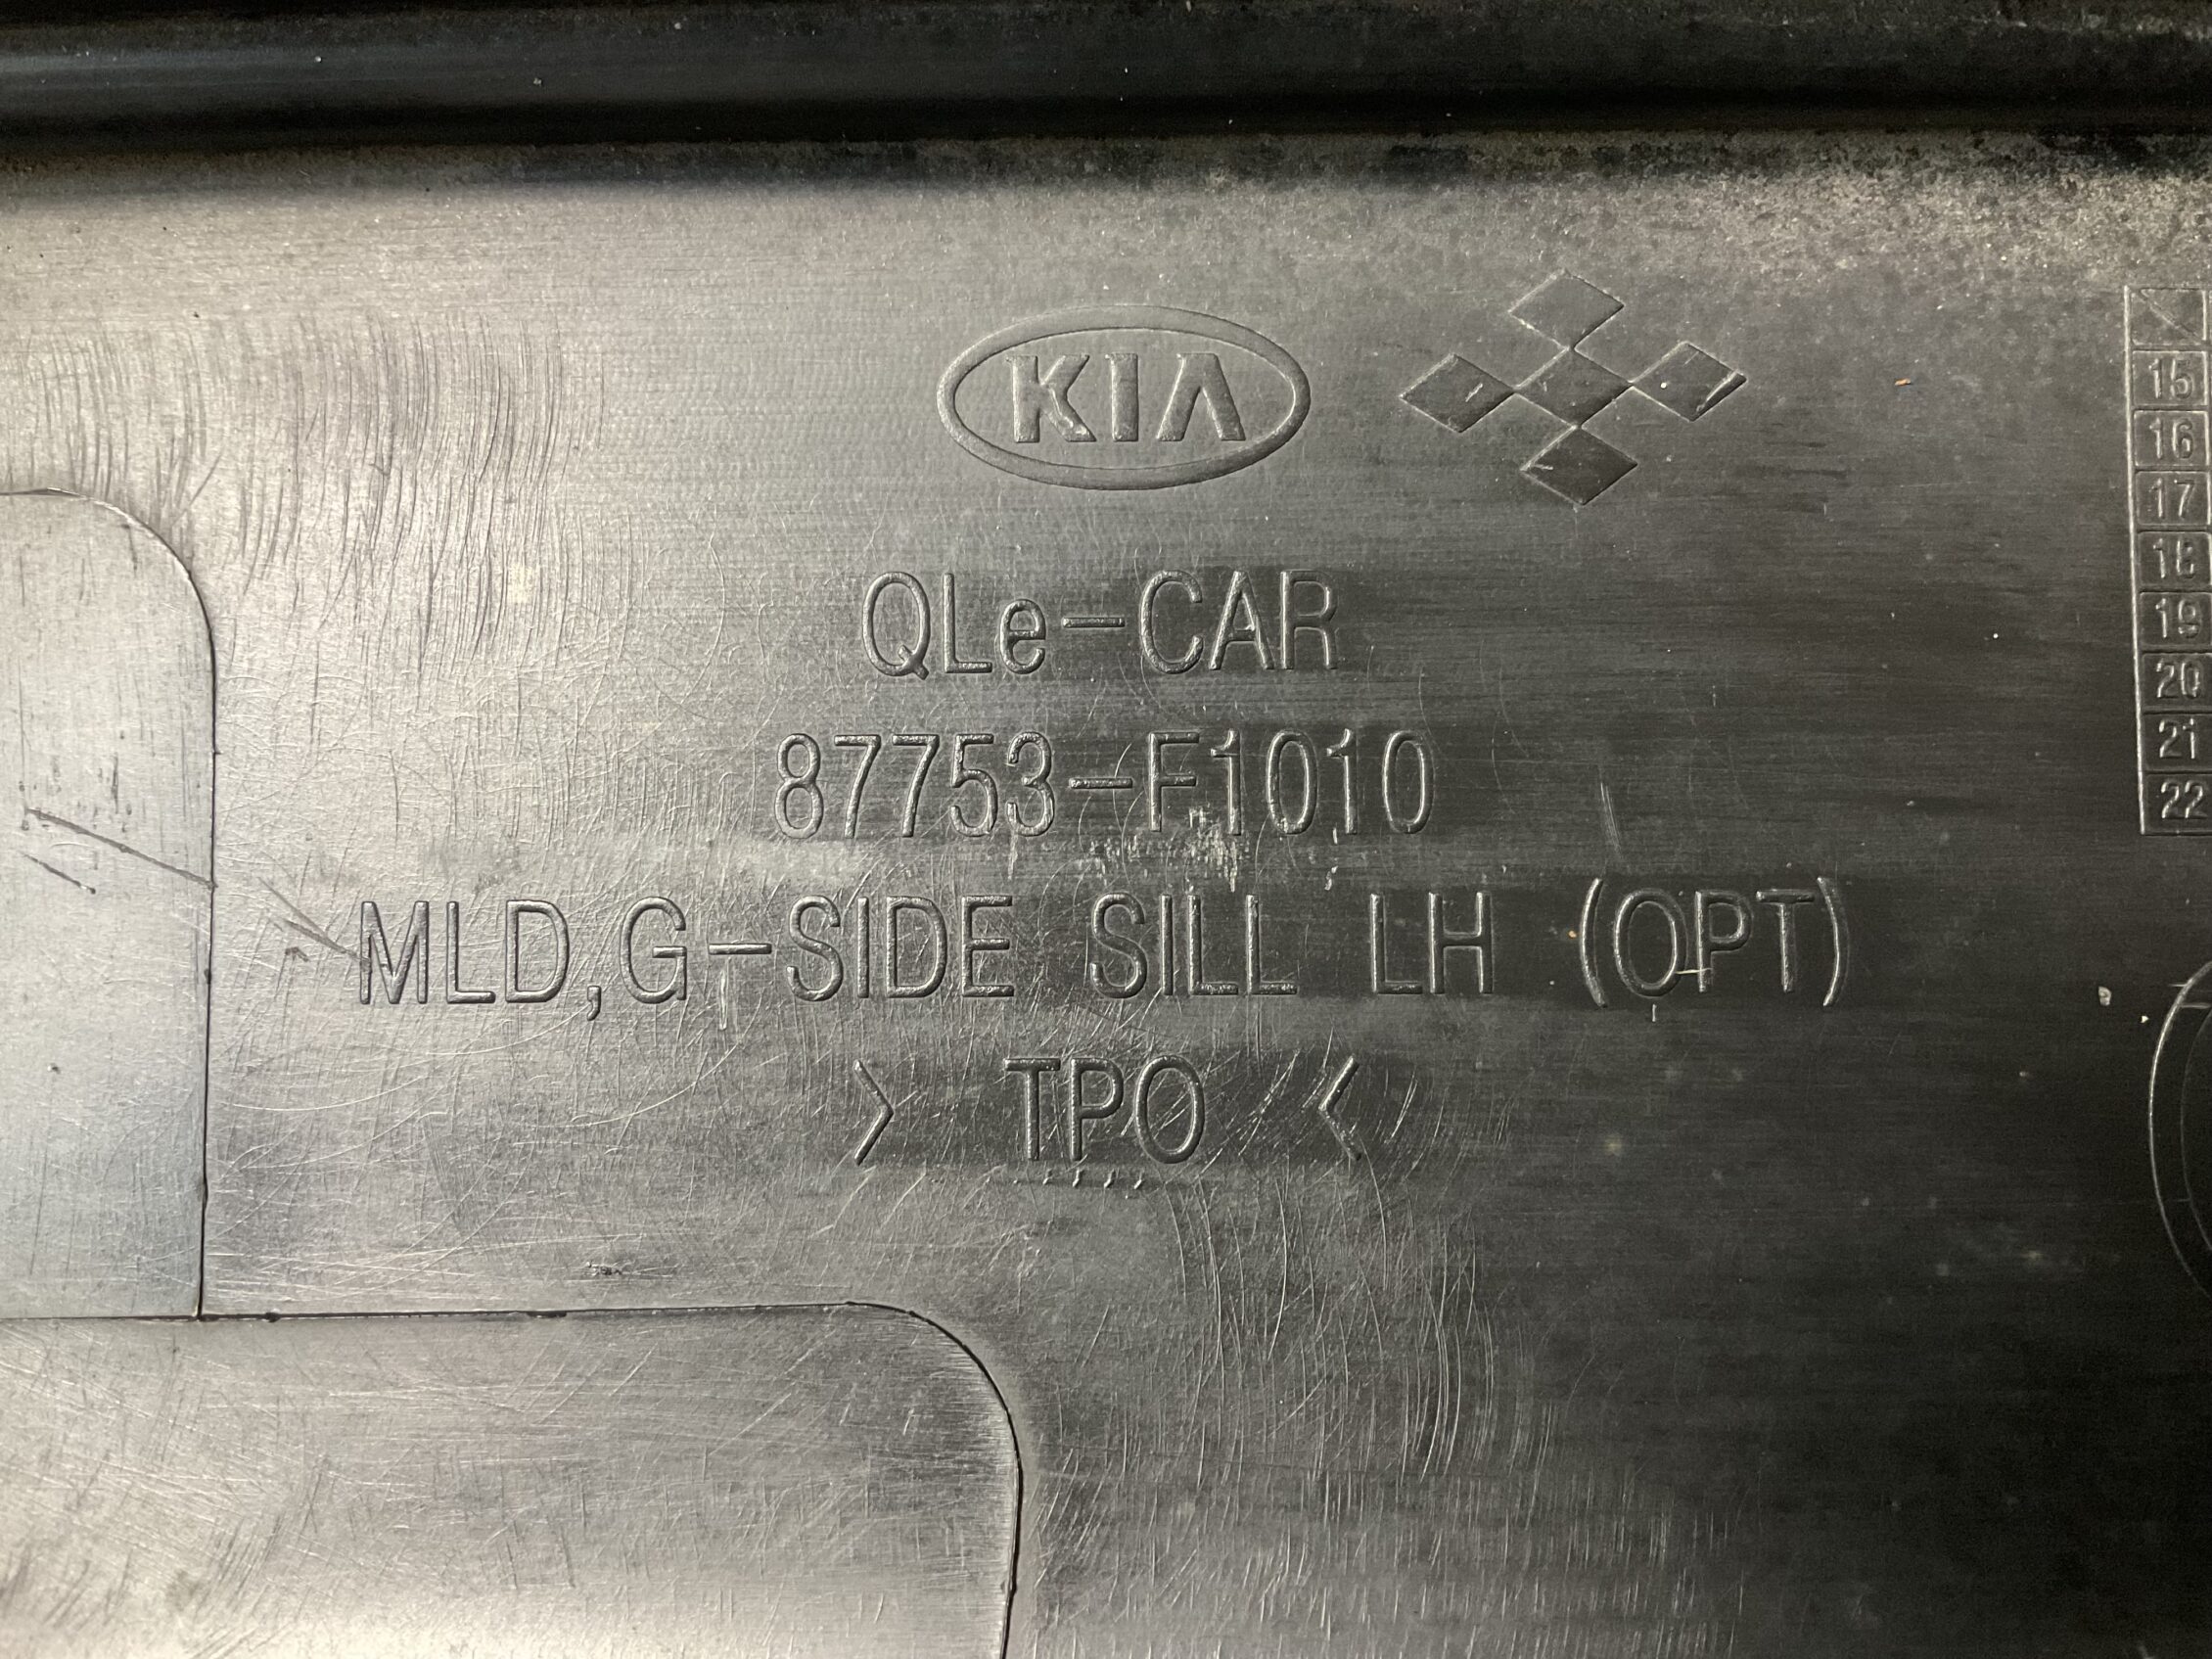 KIA
QLe-CAR
87753-F1010
MLD,G-SIDE SILL LH (OPT)
> TPO <
15
16
17
18
19
20
21
22